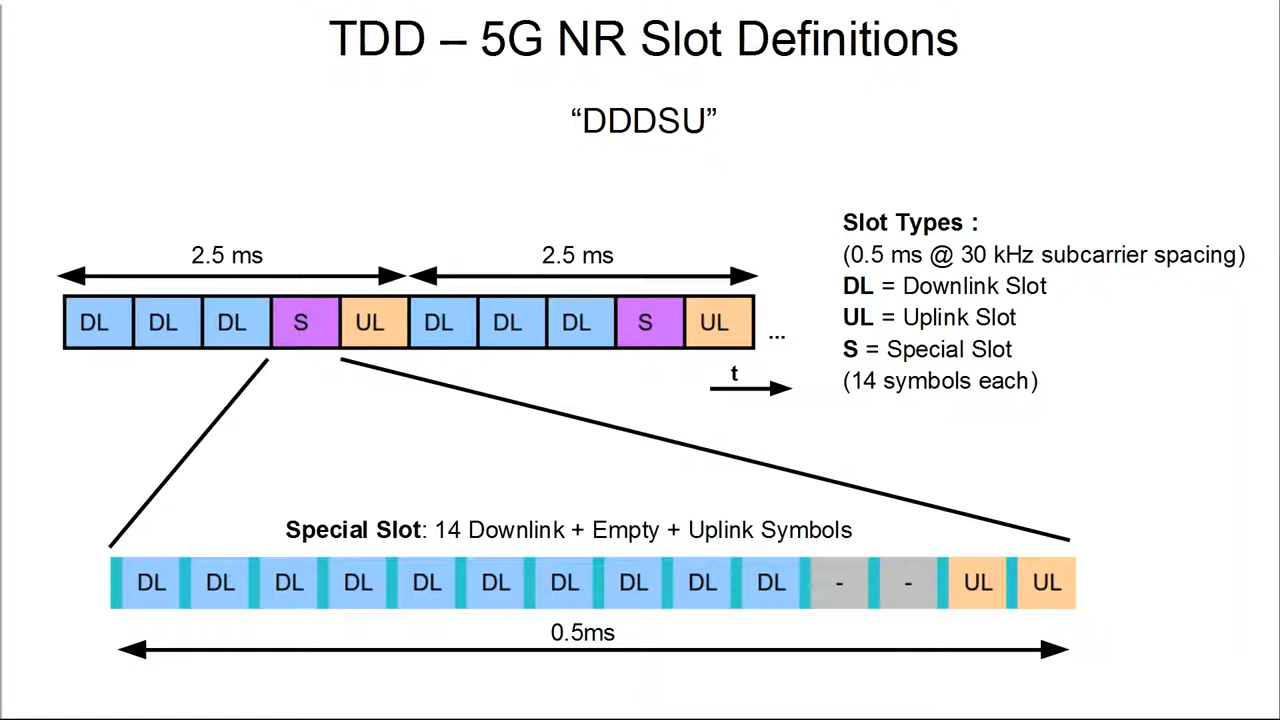 TDD – 5G NR Slot Definitions
“DDDSU”
2.5 ms 2.5 ms
DL DL DL S UL DL DL DL S UL ...
t
Slot Types :
(0.5 ms @ 30 kHz subcarrier spacing)
DL = Downlink Slot
UL = Uplink Slot
S = Special Slot
(14 symbols each)
Special Slot: 14 Downlink + Empty + Uplink Symbols
DL DL DL DL DL DL DL DL DL DL - - UL UL
0.5ms